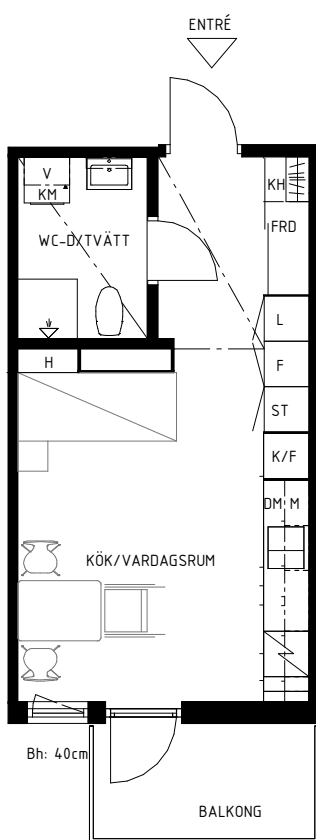 ENTRÉ
V
KM
KH
WC-D/TVÄTT
FRD
L
H
F
ST
K/F
DM M
KÖK/VARDAGSRUM
Bh: 40cm
BALKONG